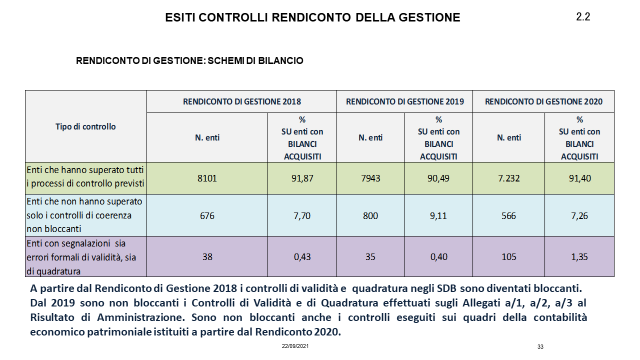 ESITI CONTROLLI RENDICONTO DELLA GESTIONE
2.2
RENDICONTO DI GESTIONE: SCHEMI DI BILANCIO
Tipo di controllo
RENDICONTO DI GESTIONE 2018
RENDICONTO DI GESTIONE 2019
RENDICONTO DI GESTIONE 2020
N. enti
%
SU enti con
BILANCI
ACQUISITI
N. enti
%
SU enti con
BILANCI
ACQUISITI
N. enti
%
SU enti con
BILANCI
ACQUISITI
Enti che hanno superato tutti
i processi di controllo previsti
8101
91,87
7943
90,49
7.232
91,40
Enti che non hanno superato
solo i controlli di coerenza
non bloccanti
676
7,70
800
9,11
566
7,26
Enti con segnalazioni sia
errori formali di validità, sia
di quadratura
38
0,43
35
0,40
105
1,35
A partire dal Rendiconto di Gestione 2018 i controlli di validità e quadratura negli SDB sono diventati bloccanti.
Dal 2019 sono non bloccanti i Controlli di Validità e di Quadratura effettuati sugli Allegati a/1, a/2, a/3 al
Risultato di Amministrazione. Sono non bloccanti anche i controlli eseguiti sui quadri della contabilità
economico patrimoniale istituiti a partire dal Rendiconto 2020.
22/09/2021
33